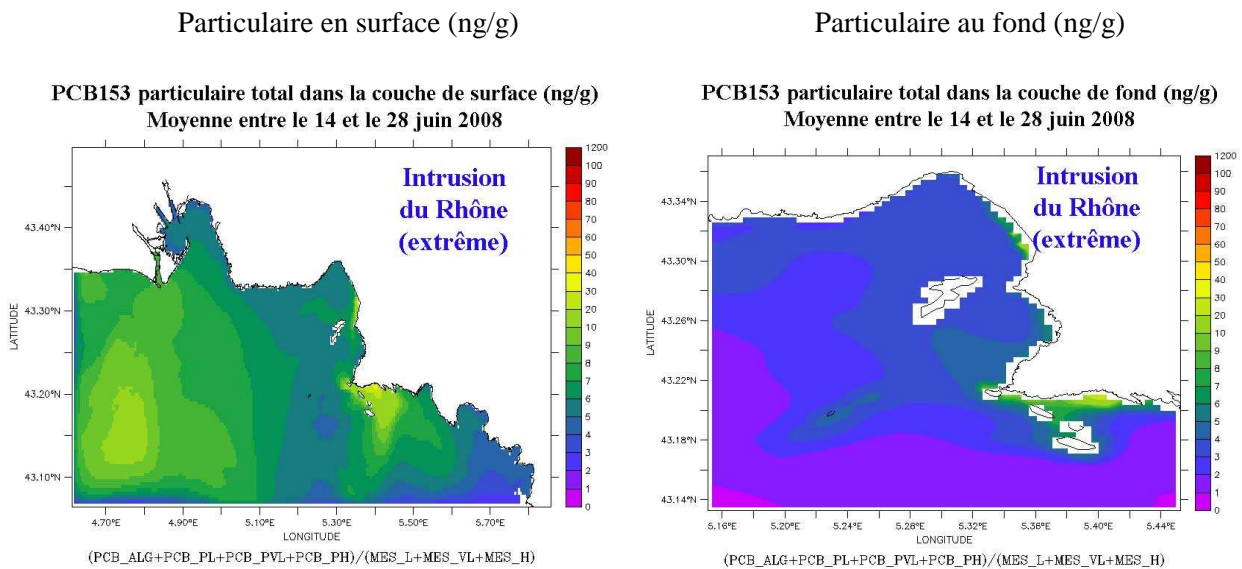 Particulaire en surface (ng/g)
PCB153 particulaire total dans la couche de surface (ng/g)
Moyenne entre le 14 et le 28 juin 2008
Intrusion
du Rhône
(extrême)
1200
100
90
80
70
60
50
40
30
20
10
9
8
7
6
5
4
3
2
1
0
LATITUDE
43.40°N
43.30°N
43.20°N
43.10°N
4.70°E 4.90°E 5.10°E 5.30°E 5.50°E 5.70°E
LONGITUDE
(PCB_ALG+PCB_PL+PCB_PVL+PCB_PH)/(MES_L+MES_VL+MES_H)
Particulaire au fond (ng/g)
PCB153 particulaire total dans la couche de fond (ng/g)
Moyenne entre le 14 et le 28 juin 2008
Intrusion
du Rhône
(extrême)
1200
100
90
80
70
60
50
40
30
20
10
9
8
7
6
5
4
3
2
1
0
LATITUDE
43.34°N
43.30°N
43.26°N
43.22°N
43.18°N
43.14°N
5.16°E 5.20°E 5.24°E 5.28°E 5.32°E 5.36°E 5.40°E 5.44°E
LONGITUDE
(PCB_ALG+PCB_PL+PCB_PVL+PCB_PH)/(MES_L+MES_VL+MES_H)